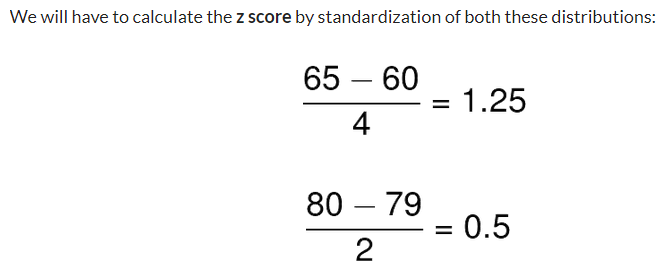 We will have to calculate the z score by standardization of both these distributions:
65 – 60
= 1.25
4
80 – 79
= 0.5
2